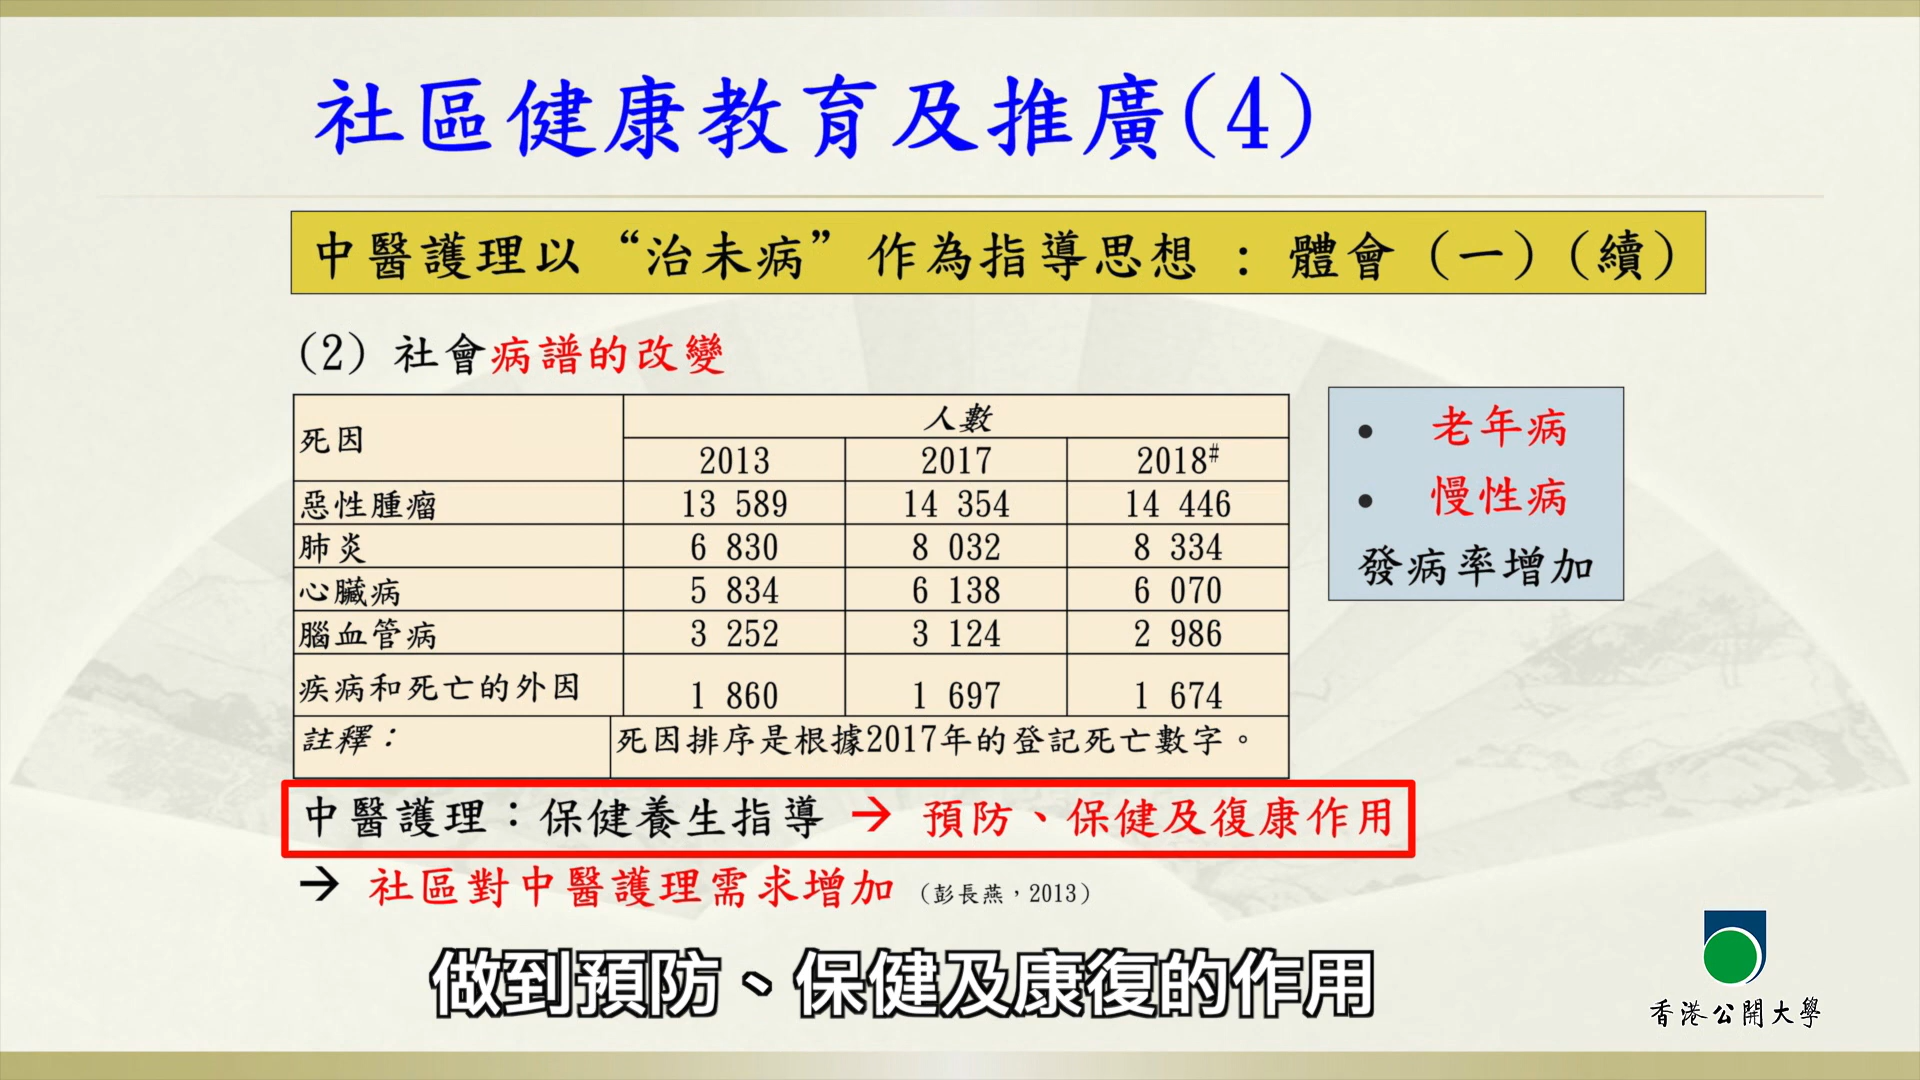 社區健康教育及推廣(4)
中醫護理以“治未病”作為指導思想 : 體會 (一) (續)
(2) 社會病譜的改變
死因 人數
2013 2017 2018#
惡性腫瘤 13 589 14 354 14 446
肺炎 6 830 8 032 8 334
心臟病 5 834 6 138 6 070
腦血管病 3 252 3 124 2 986
疾病和死亡的外因 1 860 1 697 1 674
註釋: 死因排序是根據2017年的登記死亡數字。
• 老年病
• 慢性病
發病率增加
中醫護理:保健養生指導 → 預防、保健及復康作用
→ 社區對中醫護理需求增加 (彭長燕,2013)
做到預防、保健及康復的作用
香港公開大學